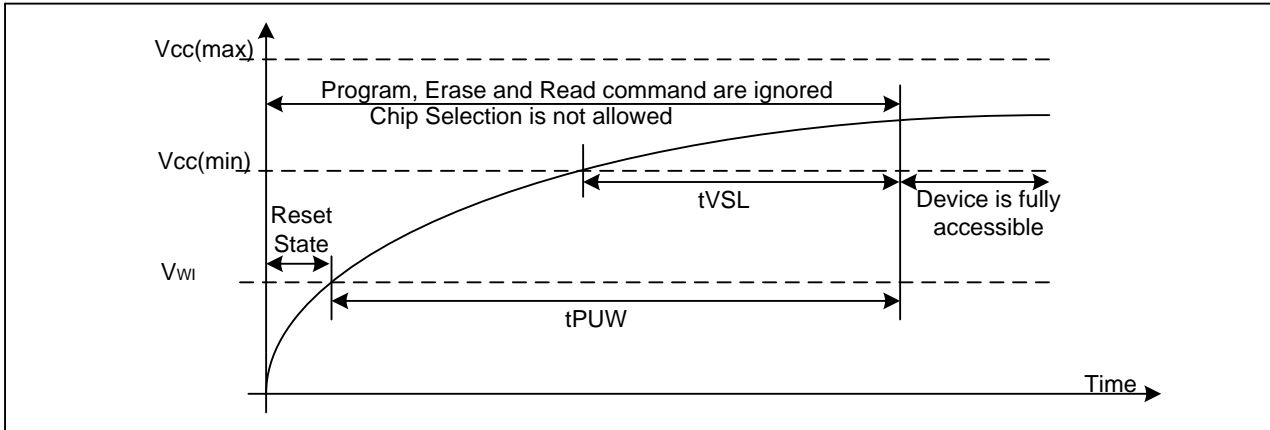 Vcc(max)
Program, Erase and Read command are ignored
Chip Selection is not allowed
Vcc(min)
tVSL
Device is fully
accessible
Reset
State
VWI
tPUW
Time